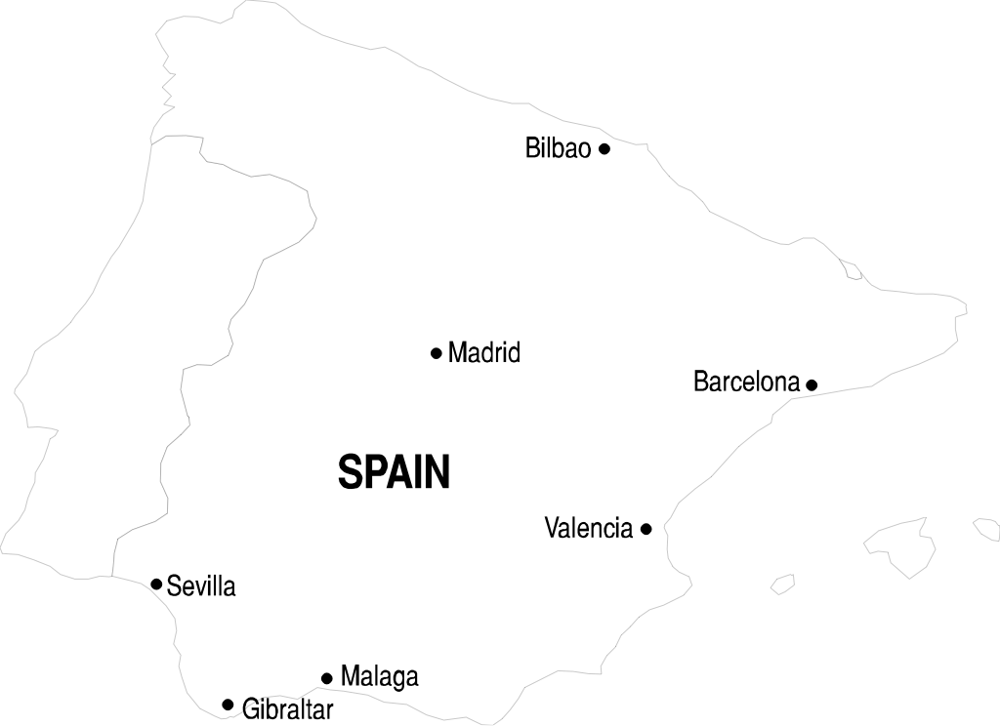 Bilbao
Madrid
Barcelona
SPAIN
Valencia
Sevilla
Malaga
Gibraltar